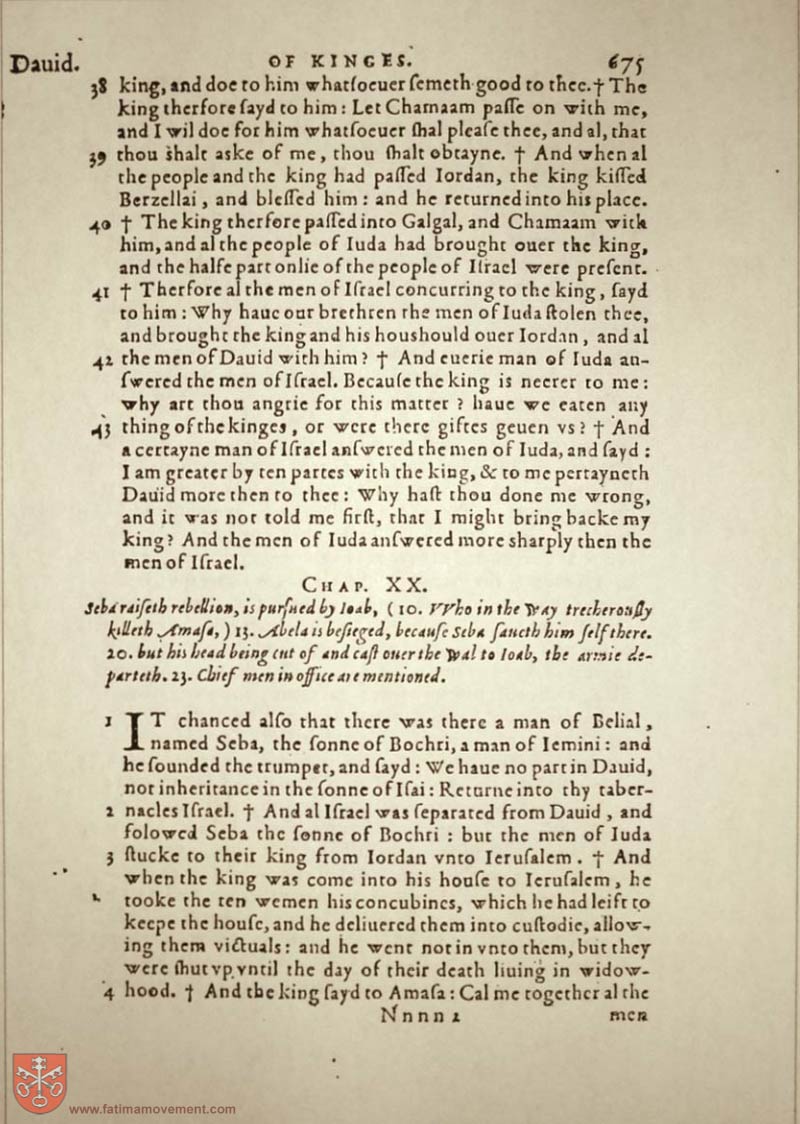 Dauid. OF KINGES. 675
38 king, and doe to him whatſoeuer ſemeth good to thee. † The
king therfore ſayd to him: Let Chamaam paſſe on with me,
and I wil doe for him whatſoeuer ſhal pleaſe thee, and al, that
thou ſhalt aske of me, thou ſhalt obtayne. † And when al
39 the people and the king had paſſed Iordan, the king kiſſed
Berzellai, and bleſſed him: and he returned into his place.
40 † The king therfore paſſed into Galgal, and Chamaam with
him, and al the people of Iuda had brought ouer the king,
and the halfe part onlie of the people of Iſrael were preſent.
41 † Therfore al the men of Iſrael concurring to the king, ſayd
to him: Why haue our brethren the men of Iuda ſtolen thee,
and brought the king and his houshould ouer Iordan, and al
42 the men of Dauid with him? † And euerie man of Iuda an-
ſwered the men of Iſrael. Becauſe the king is neerer to me:
why art thou angrie for this matter? haue we eaten any
43 thing of the kinges, or were there giftes geuen vs? † And
a certayne man of Iſrael anſwered the men of Iuda, and ſayd:
I am greater by ten partes with the king, & to me pertayneth
Dauid more then to thee: Why haſt thou done me wrong,
and it was not told me firſt, that I might bring backe my
king? And the men of Iuda anſwered more sharply then the
men of Iſrael.
CHAP. XX.
Seba raiſeth rebellion, is purſued by Ioab, (10. VVho in the way trecherouſly
killeth Amaſa,) 13. Abela is beſieged, becauſe Seba ſaueth him ſelf there.
20. but his head being cut of and caſt ouer the wal to Ioab, the armie de-
parteth. 23. Chief men in office are mentioned.
1 IT chanced alſo that there was there a man of Belial,
named Seba, the ſonne of Bochri, a man of Iemini: and
he ſounded the trumpet, and ſayd: We haue no part in Dauid,
nor inheritance in the ſonne of Iſai: Returne into thy taber-
2 nacles Iſrael. † And al Iſrael was ſeparated from Dauid, and
folowed Seba the ſonne of Bochri: but the men of Iuda
3 ſtucke to their king from Iordan vnto Ieruſalem. † And
when the king was come into his houſe to Ieruſalem, he
tooke the ten wemen his concubines, which he had leift to
keepe the houſe, and he deliuered them into cuſtodie, allow-
ing them victuals: and he went not in vnto them, but they
were ſhut vp vntil the day of their death liuing in widow-
4 hood. † And the king ſayd to Amaſa: Cal me together al the
Nnnn 2 men
www.fatimamovement.com